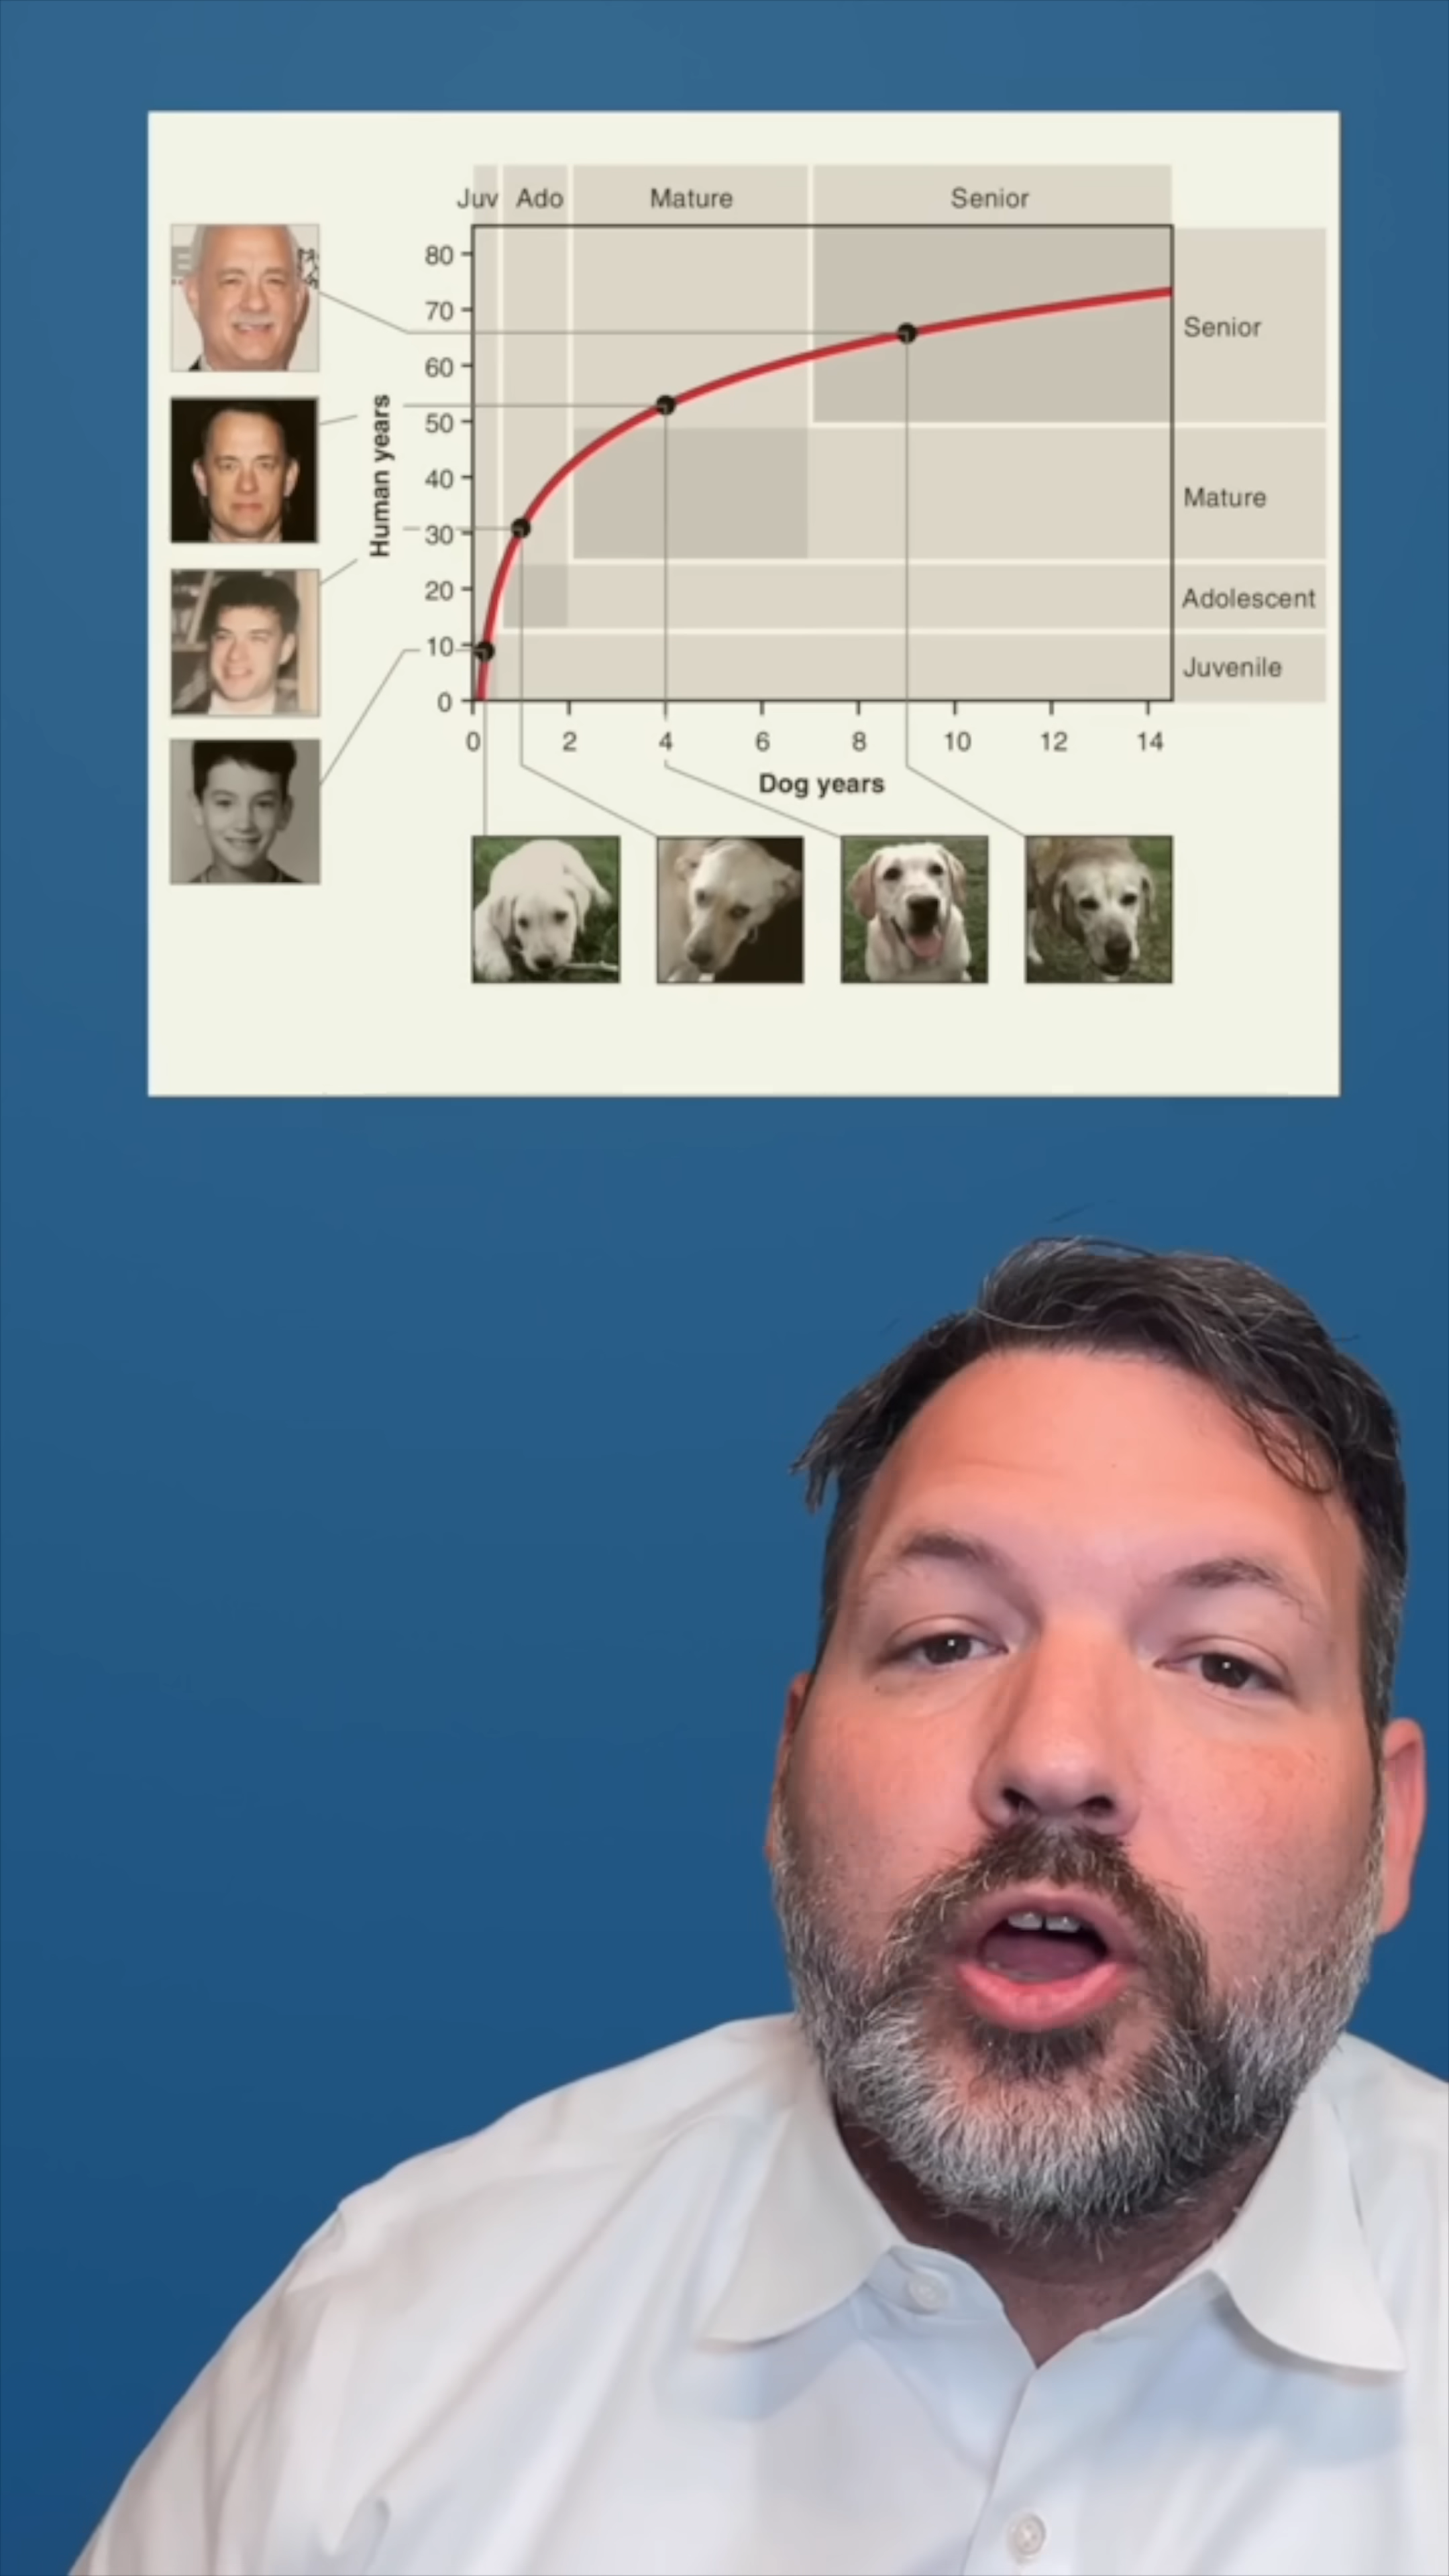 Juv Ado Mature Senior
80
70
60
50
40
30
20
10
0
Human years
Senior
Mature
Adolescent
Juvenile
0 2 4 6 8 10 12 14
Dog years